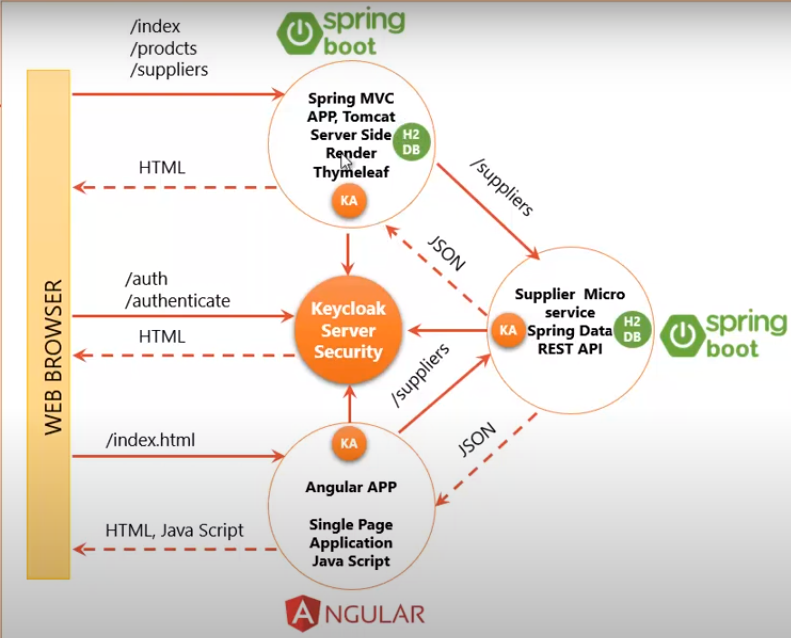 /index
/prodcts
/suppliers
spring
boot
Spring MVC
APP, Tomcat
Server Side
Render
Thymeleaf
H2
DB
KA
HTML
/suppliers
JSON
WEB BROWSER
/auth
/authenticate
HTML
Keycloak
Server
Security
Supplier Micro
service
Spring Data
REST API
KA
H2
DB
spring
boot
/suppliers
JSON
/index.html
KA
Angular APP
Single Page
Application
Java Script
HTML, Java Script
ANGULAR